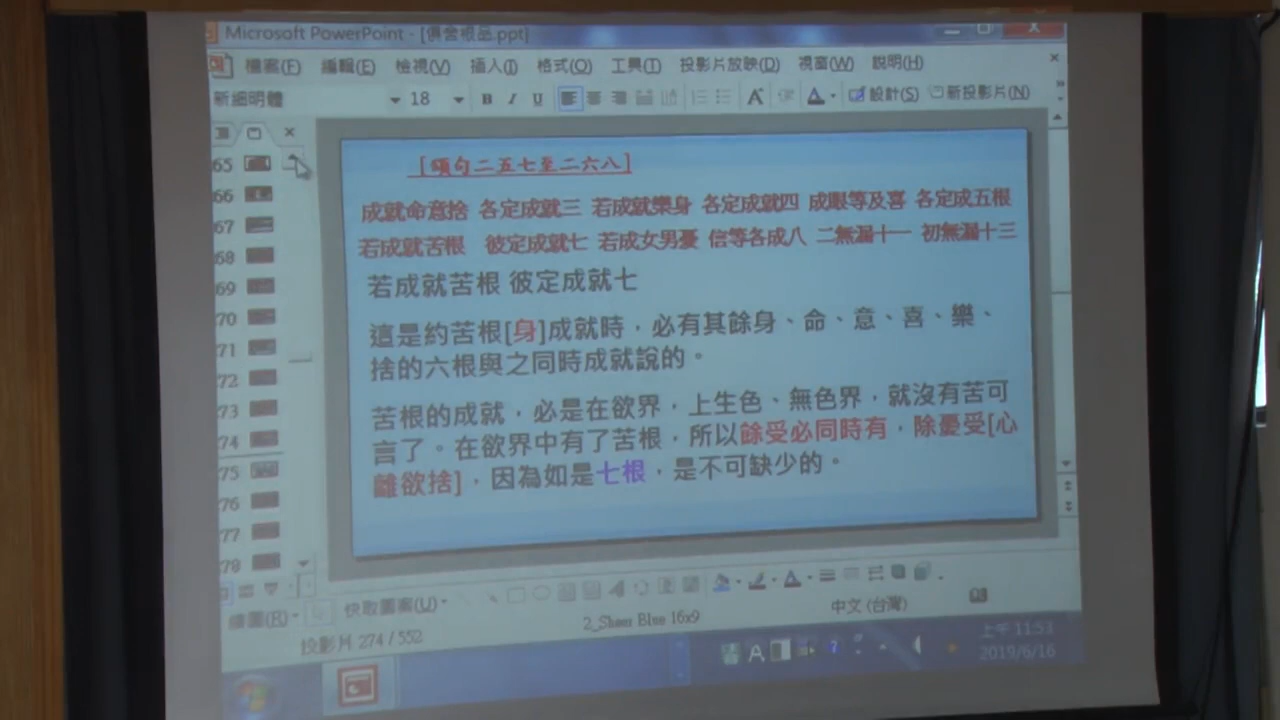 Microsoft PowerPoint - [俱舍根品.ppt]
檔案(F) 編輯(E) 檢視(V) 插入(I) 格式(O) 工具(T) 投影片放映(D) 視窗(W) 說明(H)
新細明體 18 B I U A A 設計(S) 新投影片(N)
65
66
67
68
69
70
71
72
73
74
75
76
77
78
[頌句二五七至二六八]
成就命意捨 各定成就三 若成就樂身 各定成就四 成眼等及喜 各定成五根
若成就苦根 彼定成就七 若成女男憂 信等各成八 二無漏十一 初無漏十三
若成就苦根 彼定成就七
這是約苦根[身]成就時，必有其餘身、命、意、喜、樂、
捨的六根與之同時成就說的。
苦根的成就，必是在欲界，上生色、無色界，就沒有苦可
言了。在欲界中有了苦根，所以餘受必同時有，除憂受[心
離欲捨]，因為如是七根，是不可缺少的。
繪圖(R) 快取圖案(U) A
投影片 274 / 552 2_Sheer Blue 16x9 中文 (台灣)
A 上午 11:53
2019/6/16